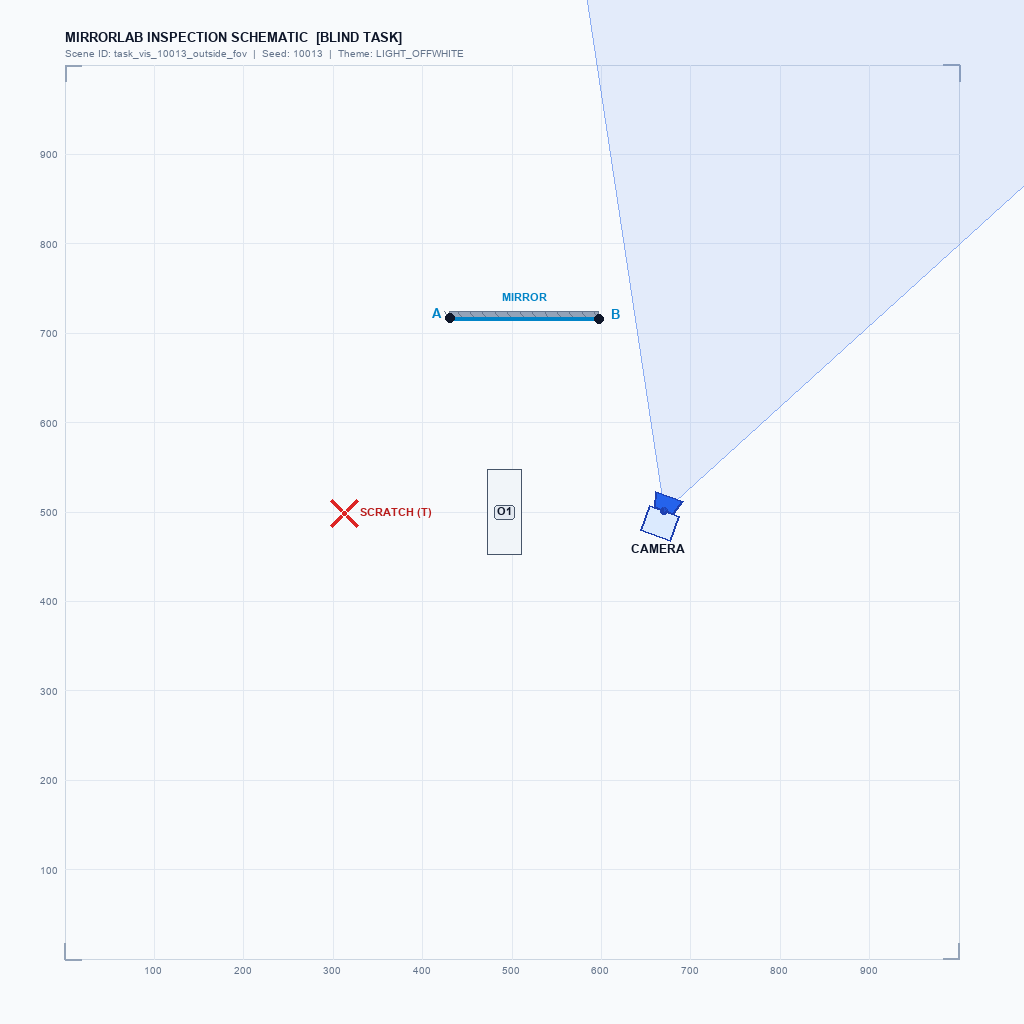 MIRRORLAB INSPECTION SCHEMATIC [BLIND TASK]
Scene ID: task_vis_10013_outside_fov | Seed: 10013 | Theme: LIGHT_OFFWHITE
900
800
MIRROR
A
B
700
600
500
SCRATCH (T)
O1
CAMERA
400
300
200
100
100 200 300 400 500 600 700 800 900